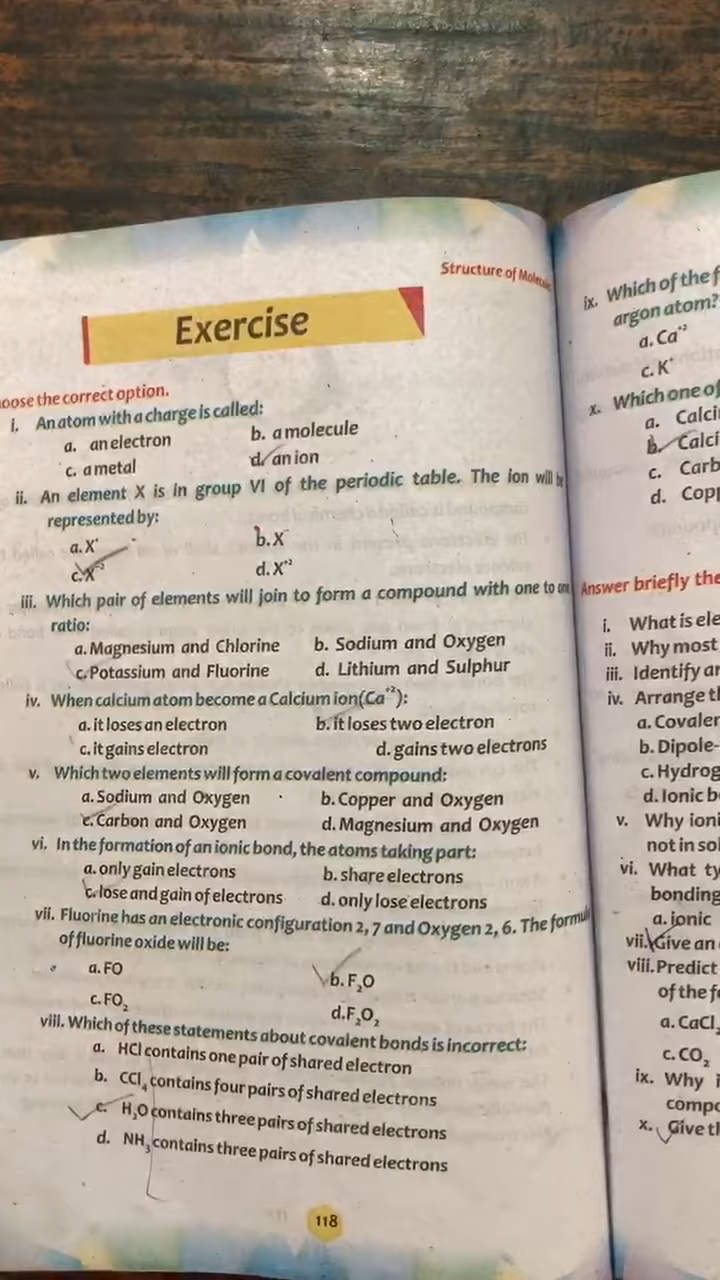 Structure of Molecule
Exercise
oose the correct option.
i. An atom with a charge is called:
a. an electron
b. a molecule
c. a metal
d. an ion
ii. An element X is in group VI of the periodic table. The ion will be
represented by:
a. X⁺
b. X⁻
c. X⁻²
d. X⁺²
iii. Which pair of elements will join to form a compound with one to one
ratio:
a. Magnesium and Chlorine
b. Sodium and Oxygen
c. Potassium and Fluorine
d. Lithium and Sulphur
iv. When calcium atom become a Calcium ion(Ca⁺²):
a. it loses an electron
b. it loses two electron
c. it gains electron
d. gains two electrons
v. Which two elements will form a covalent compound:
a. Sodium and Oxygen
b. Copper and Oxygen
c. Carbon and Oxygen
d. Magnesium and Oxygen
vi. In the formation of an ionic bond, the atoms taking part:
a. only gain electrons
b. share electrons
c. lose and gain of electrons
d. only lose electrons
vii. Fluorine has an electronic configuration 2, 7 and Oxygen 2, 6. The formul
of fluorine oxide will be:
a. FO
b. F₂O
c. FO₂
d. F₂O₂
viii. Which of these statements about covalent bonds is incorrect:
a. HCl contains one pair of shared electron
b. CCl₄ contains four pairs of shared electrons
c. H₂O contains three pairs of shared electrons
d. NH₃ contains three pairs of shared electrons
118
ix. Which of the f
argon atom?
a. Ca⁺²
c. K⁺
x. Which one of
a. Calci
b. Calci
c. Carb
d. Copp
Answer briefly the
i. What is ele
ii. Why most
iii. Identify an
iv. Arrange th
a. Covaler
b. Dipole-
c. Hydrog
d. Ionic b
v. Why ioni
not in sol
vi. What ty
bonding
a. ionic
vii. Give an
viii. Predict
of the fo
a. CaCl₂
c. CO₂
ix. Why i
compo
x. Give th